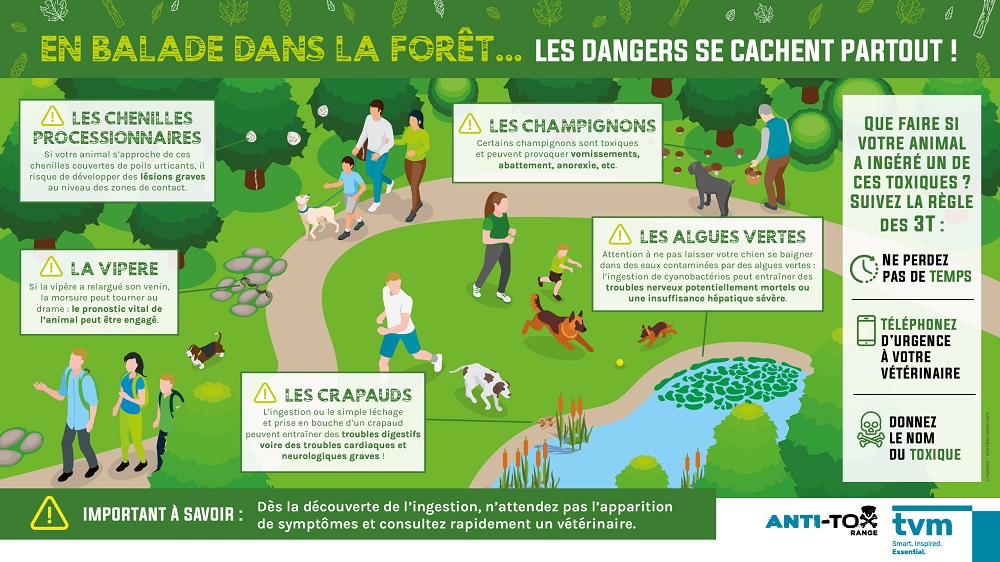 EN BALADE DANS LA FORÊT... LES DANGERS SE CACHENT PARTOUT !
LES CHENILLES
PROCESSIONNAIRES
Si votre animal s'approche de ces
chenilles couvertes de poils urticants, il
risque de développer des lésions graves
au niveau des zones de contact.
LES CHAMPIGNONS
Certains champignons sont toxiques
et peuvent provoquer vomissements,
abattement, anorexie, etc.
LA VIPERE
Si la vipère a relargué son venin,
la morsure peut tourner au
drame : le pronostic vital de
l'animal peut être engagé.
LES ALGUES VERTES
Attention à ne pas laisser votre chien se baigner
dans des eaux contaminées par des algues vertes :
l'ingestion de cyanobactéries peut entraîner des
troubles nerveux potentiellement mortels ou
une insuffisance hépatique sévère.
LES CRAPAUDS
L'ingestion ou le simple léchage
et prise en bouche d'un crapaud
peuvent entraîner des troubles digestifs
voire des troubles cardiaques et
neurologiques graves !
QUE FAIRE SI
VOTRE ANIMAL
A INGÉRÉ UN DE
CES TOXIQUES ?
SUIVEZ LA RÈGLE
DES 3T :
NE PERDEZ
PAS DE TEMPS
TÉLÉPHONEZ
D'URGENCE
À VOTRE
VÉTÉRINAIRE
DONNEZ
LE NOM
DU TOXIQUE
IMPORTANT À SAVOIR :
Dès la découverte de l'ingestion, n'attendez pas l'apparition
de symptômes et consultez rapidement un vétérinaire.
ANTI-TOX
RANGE
tvm
Smart. Inspired.
Essential.